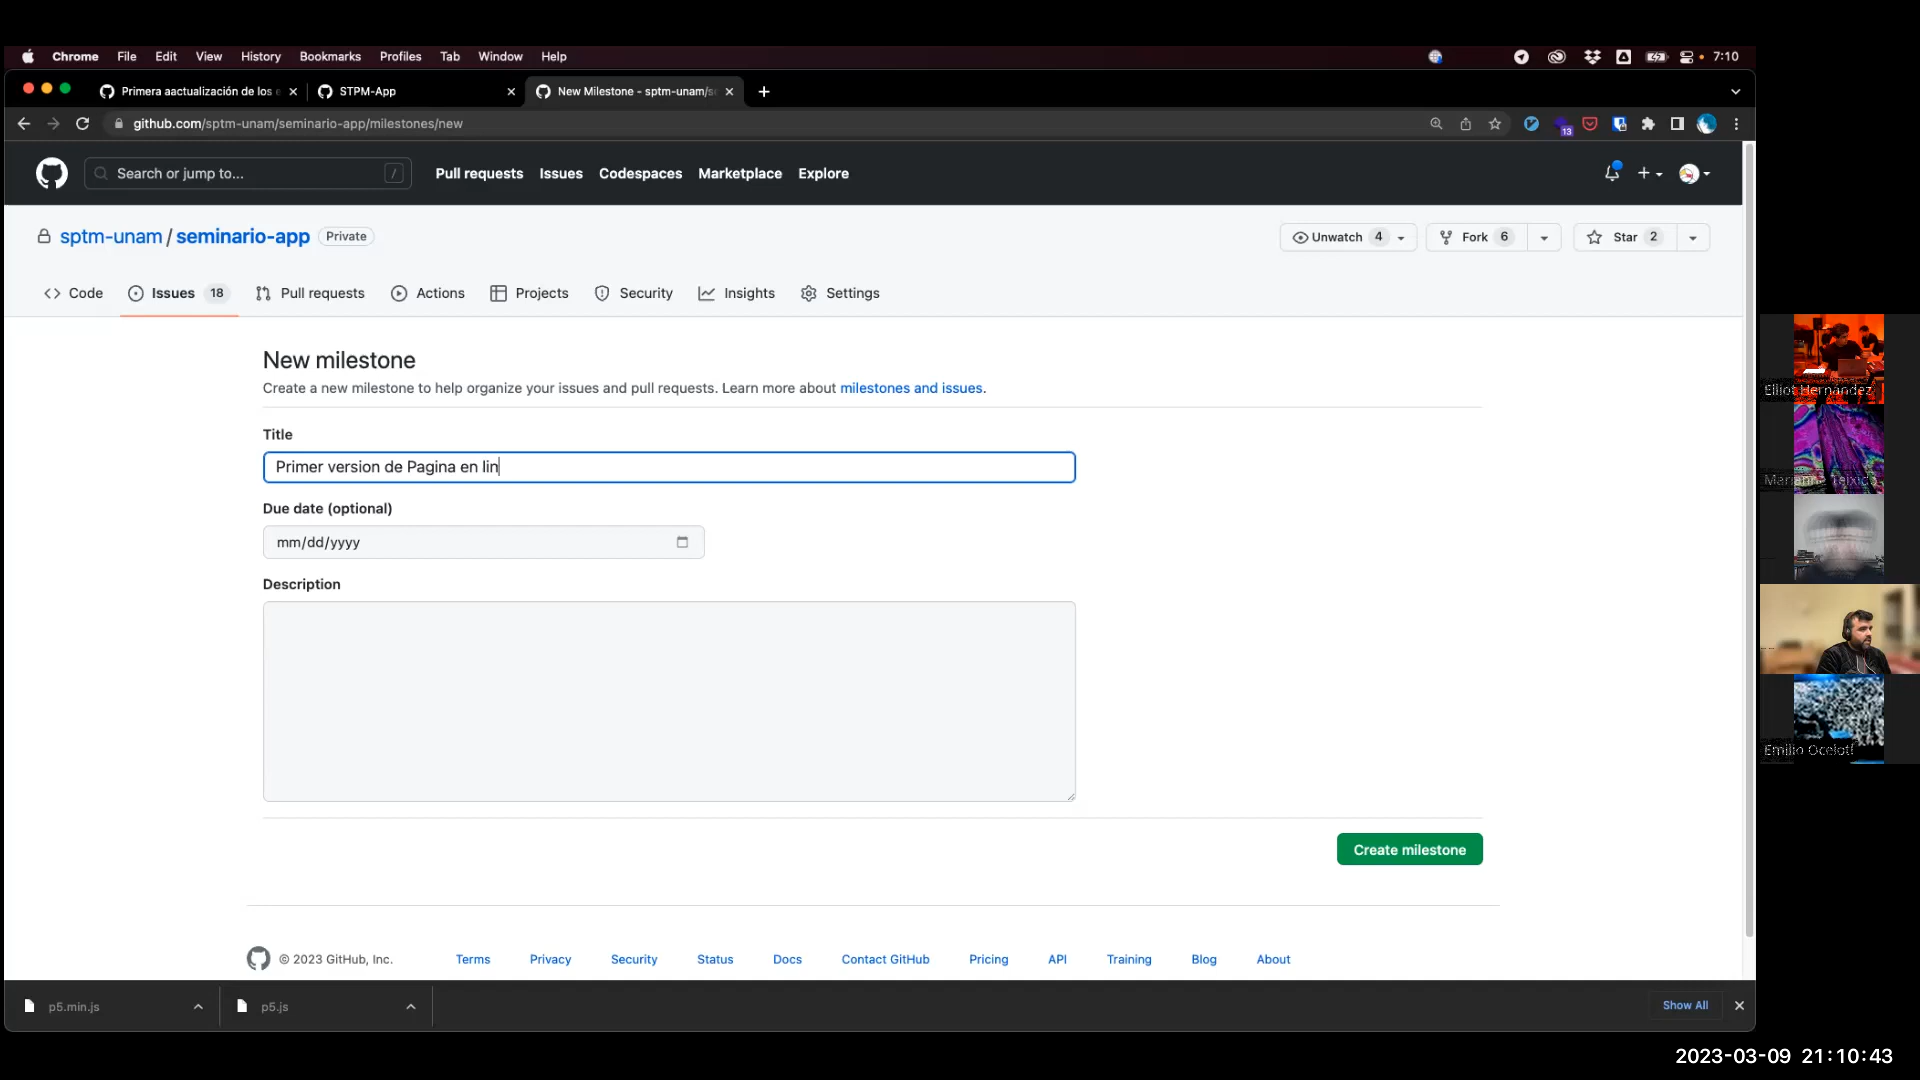 Chrome File Edit View History Bookmarks Profiles Tab Window Help 7:10
Primera aactualización de los e STPM-App New Milestone - sptm-unam/se
github.com/sptm-unam/seminario-app/milestones/new 13
Search or jump to... / Pull requests Issues Codespaces Marketplace Explore
sptm-unam / seminario-app Private Unwatch 4 Fork 6 Star 2
Code Issues 18 Pull requests Actions Projects Security Insights Settings
New milestone
Create a new milestone to help organize your issues and pull requests. Learn more about milestones and issues.
Title
Primer version de Pagina en lin
Due date (optional)
mm/dd/yyyy
Description
Create milestone
© 2023 GitHub, Inc. Terms Privacy Security Status Docs Contact GitHub Pricing API Training Blog About
p5.min.js p5.js Show All
Elliot Hernández
Marianne Teixido
Emilio Ocelotl
2023-03-09 21:10:43